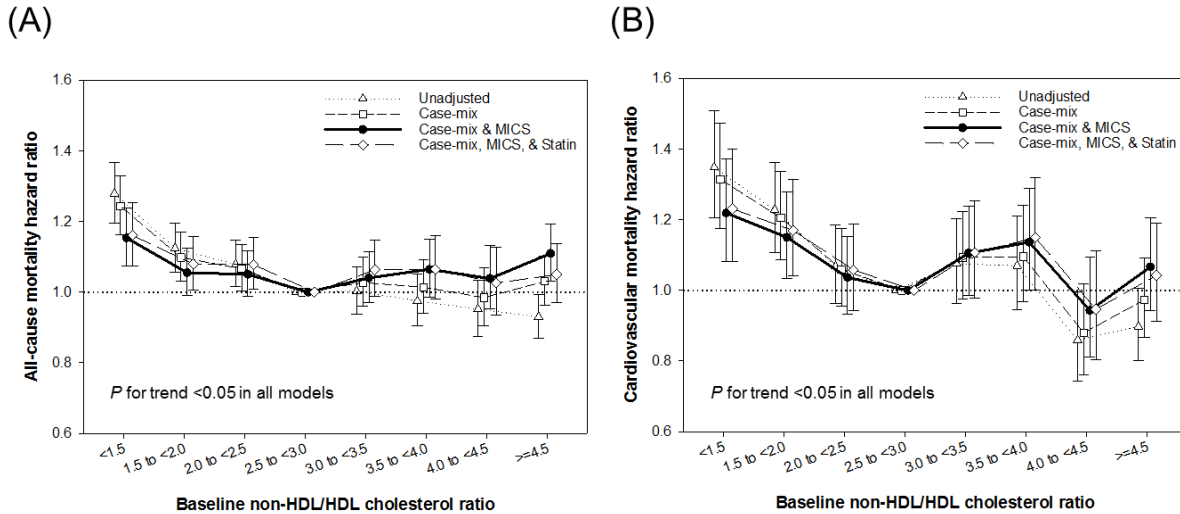 (A)
All-cause mortality hazard ratio
1.6
1.4
1.2
1.0
0.8
0.6
Unadjusted
Case-mix
Case-mix & MICS
Case-mix, MICS, & Statin
P for trend <0.05 in all models
<1.5
1.5 to <2.0
2.0 to <2.5
2.5 to <3.0
3.0 to <3.5
3.5 to <4.0
4.0 to <4.5
>=4.5
Baseline non-HDL/HDL cholesterol ratio
(B)
Cardiovascular mortality hazard ratio
1.6
1.4
1.2
1.0
0.8
0.6
Unadjusted
Case-mix
Case-mix & MICS
Case-mix, MICS, & Statin
P for trend <0.05 in all models
<1.5
1.5 to <2.0
2.0 to <2.5
2.5 to <3.0
3.0 to <3.5
3.5 to <4.0
4.0 to <4.5
>=4.5
Baseline non-HDL/HDL cholesterol ratio